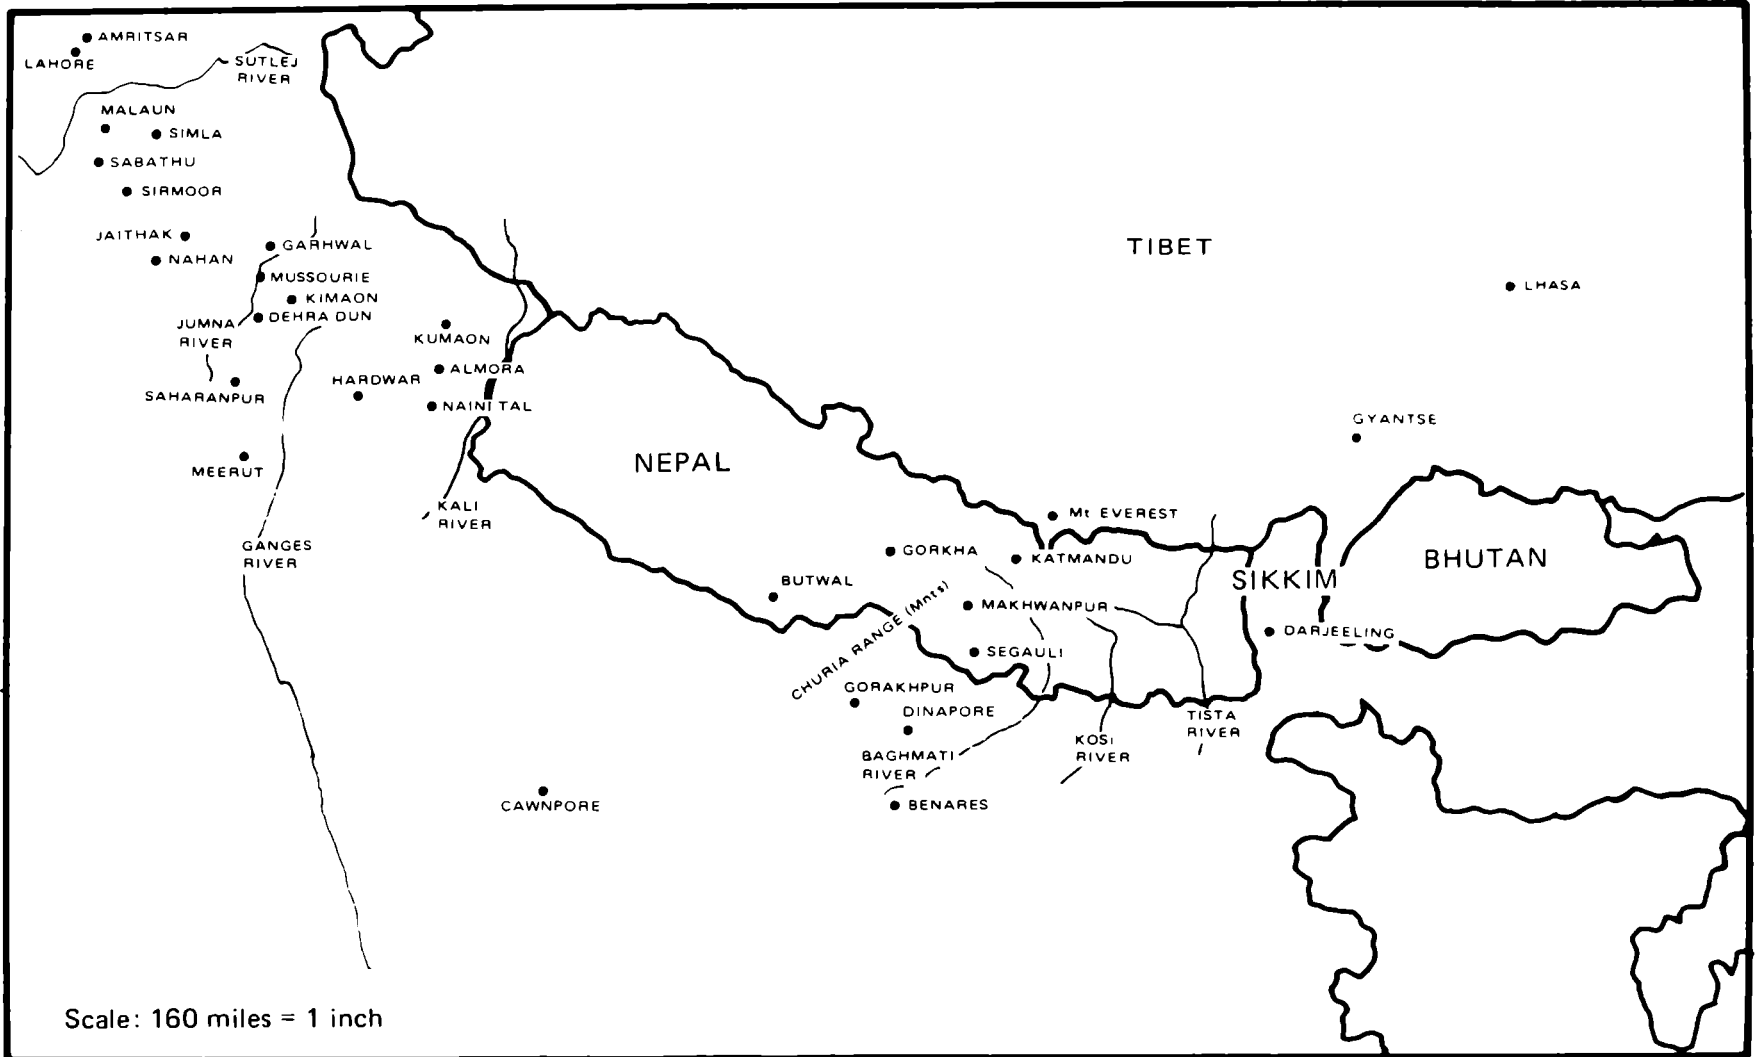 AMRITSAR
LAHORE
SUTLEJ
RIVER
MALAUN
SIMLA
SABATHU
SIRMOOR
JAITHAK
NAHAN
GARHWAL
MUSSOURIE
KIMAON
DEHRA DUN
JUMNA
RIVER
SAHARANPUR
MEERUT
GANGES
RIVER
KUMAON
ALMORA
HARDWAR
NAINI TAL
KALI
RIVER
TIBET
LHASA
GYANTSE
NEPAL
Mt EVEREST
GORKHA
KATMANDU
BUTWAL
MAKHWANPUR
CHURIA RANGE (Mnts)
SEGAULI
SIKKIM
BHUTAN
DARJEELING
GORAKHPUR
DINAPORE
BAGHMATI
RIVER
KOSI
RIVER
TISTA
RIVER
CAWNPORE
BENARES
Scale: 160 miles = 1 inch